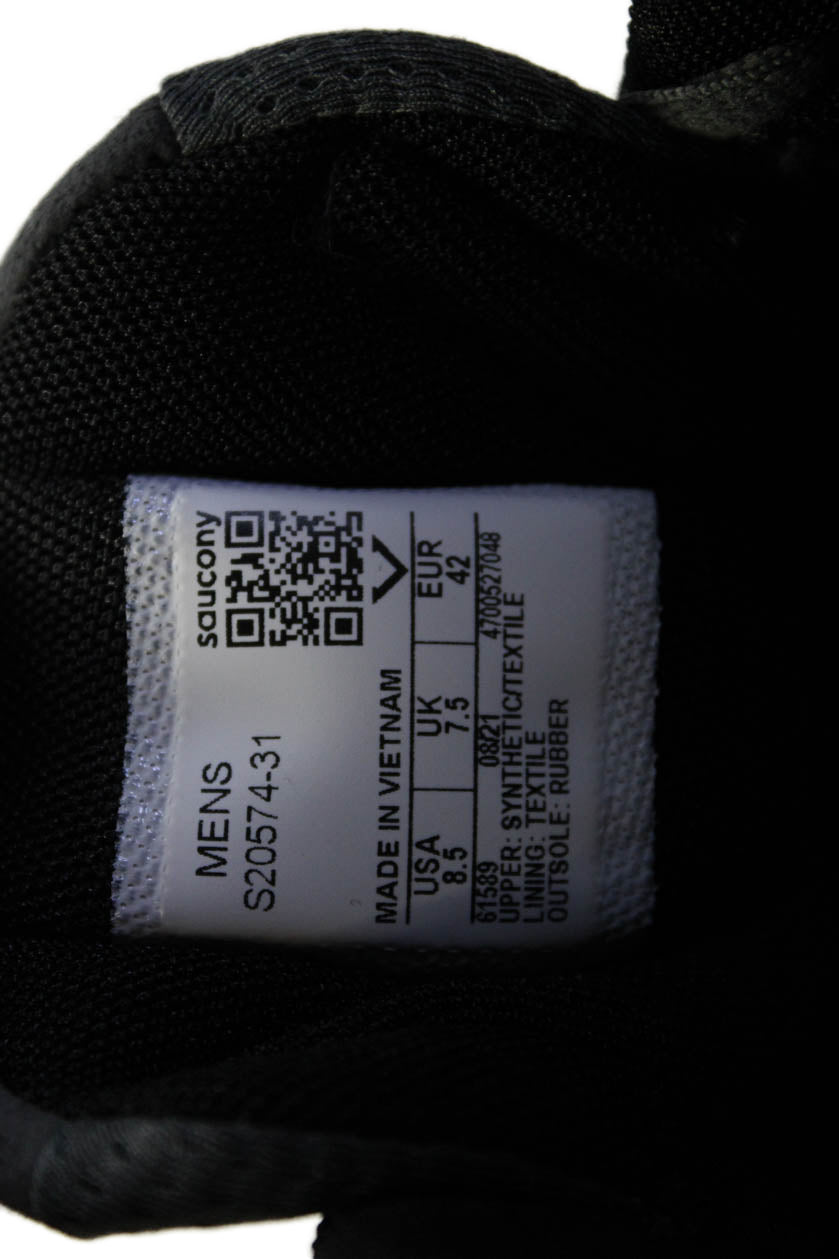 MENS
S20574-31
saucony
MADE IN VIETNAM
USA UK EUR
8.5 7.5 42
61589 08/21 4700527048
UPPER: SYNTHETIC/TEXTILE
LINING: TEXTILE
OUTSOLE: RUBBER